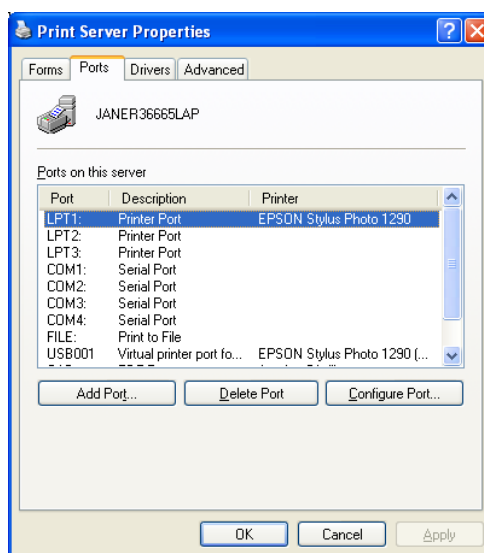 Print Server Properties
Forms Ports Drivers Advanced
JANER36665LAP
Ports on this server
Port Description Printer
LPT1: Printer Port EPSON Stylus Photo 1290
LPT2: Printer Port
LPT3: Printer Port
COM1: Serial Port
COM2: Serial Port
COM3: Serial Port
COM4: Serial Port
FILE: Print to File
USB001 Virtual printer port fo... EPSON Stylus Photo 1290 (...
Add Port... Delete Port Configure Port...
OK Cancel Apply